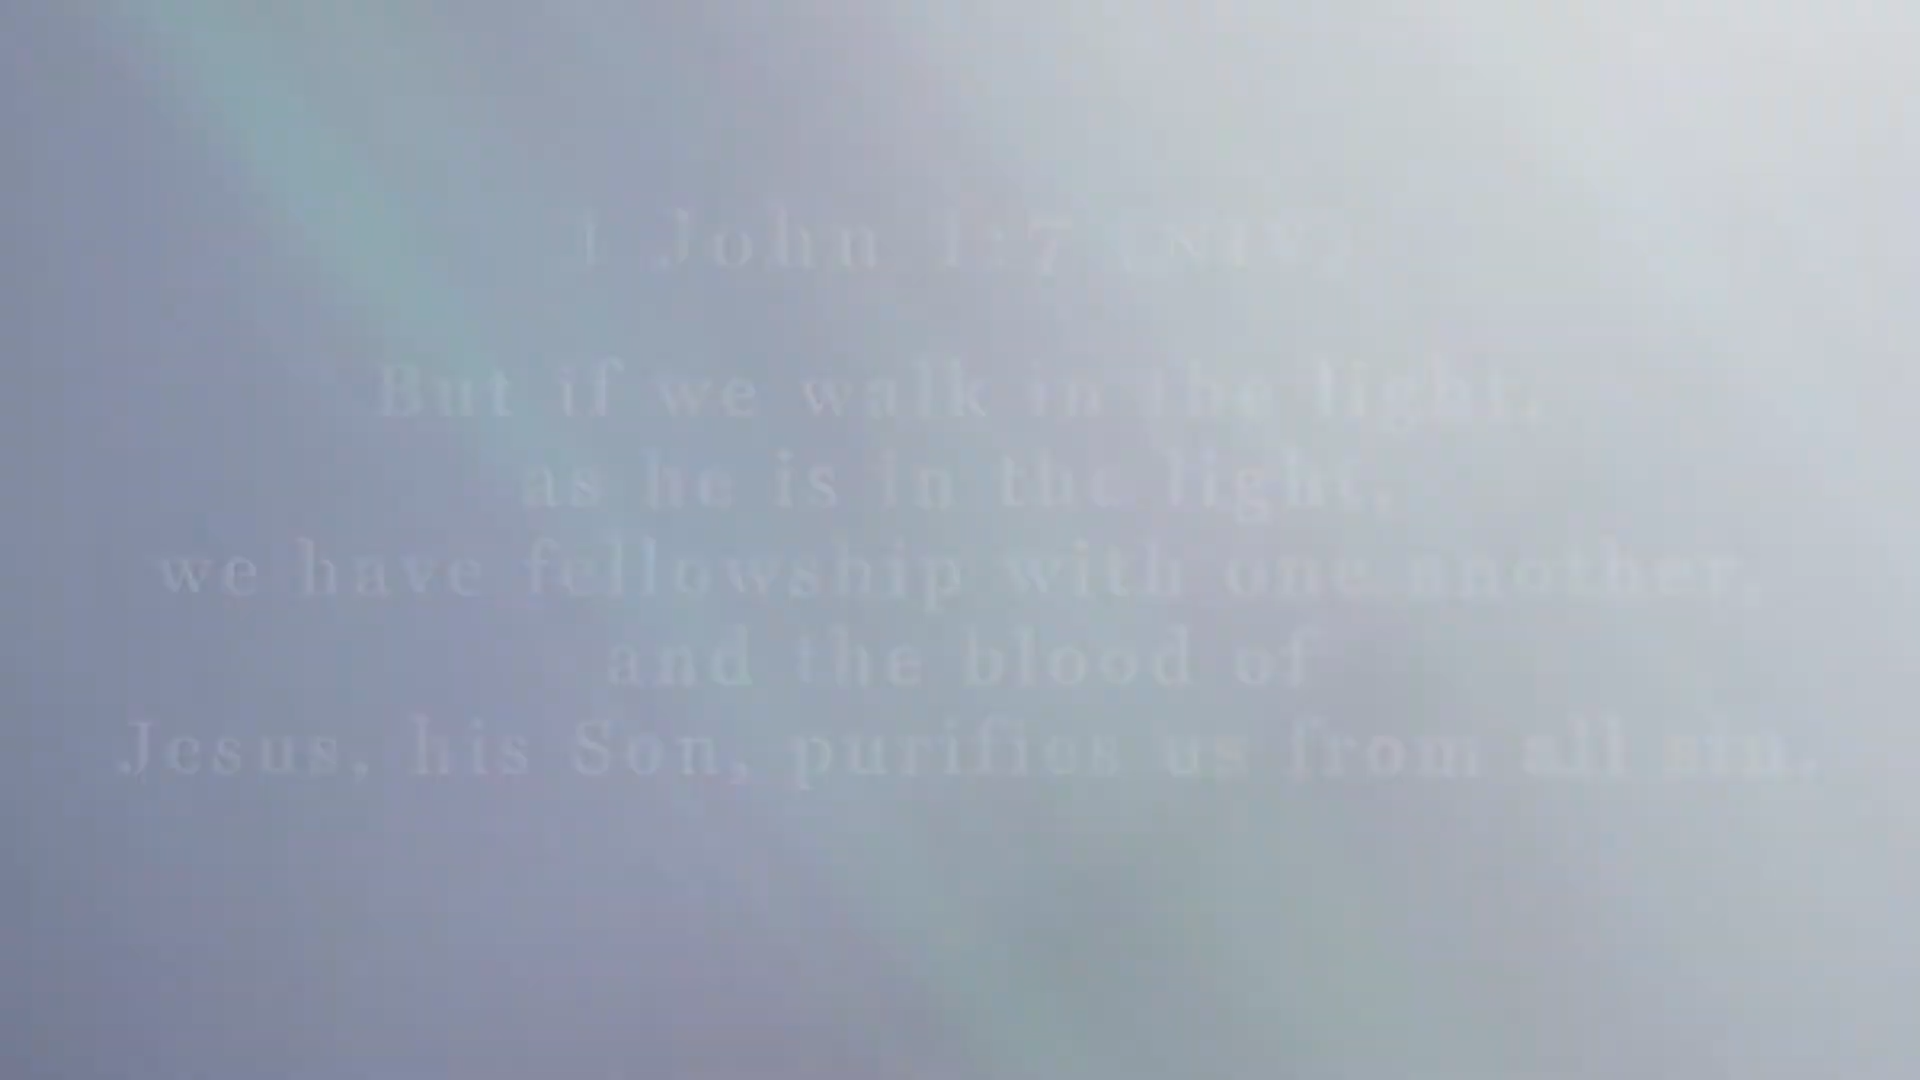 1 John 1:7 (NIV)
But if we walk in the light,
as he is in the light,
we have fellowship with one another,
and the blood of
Jesus, his Son, purifies us from all sin.